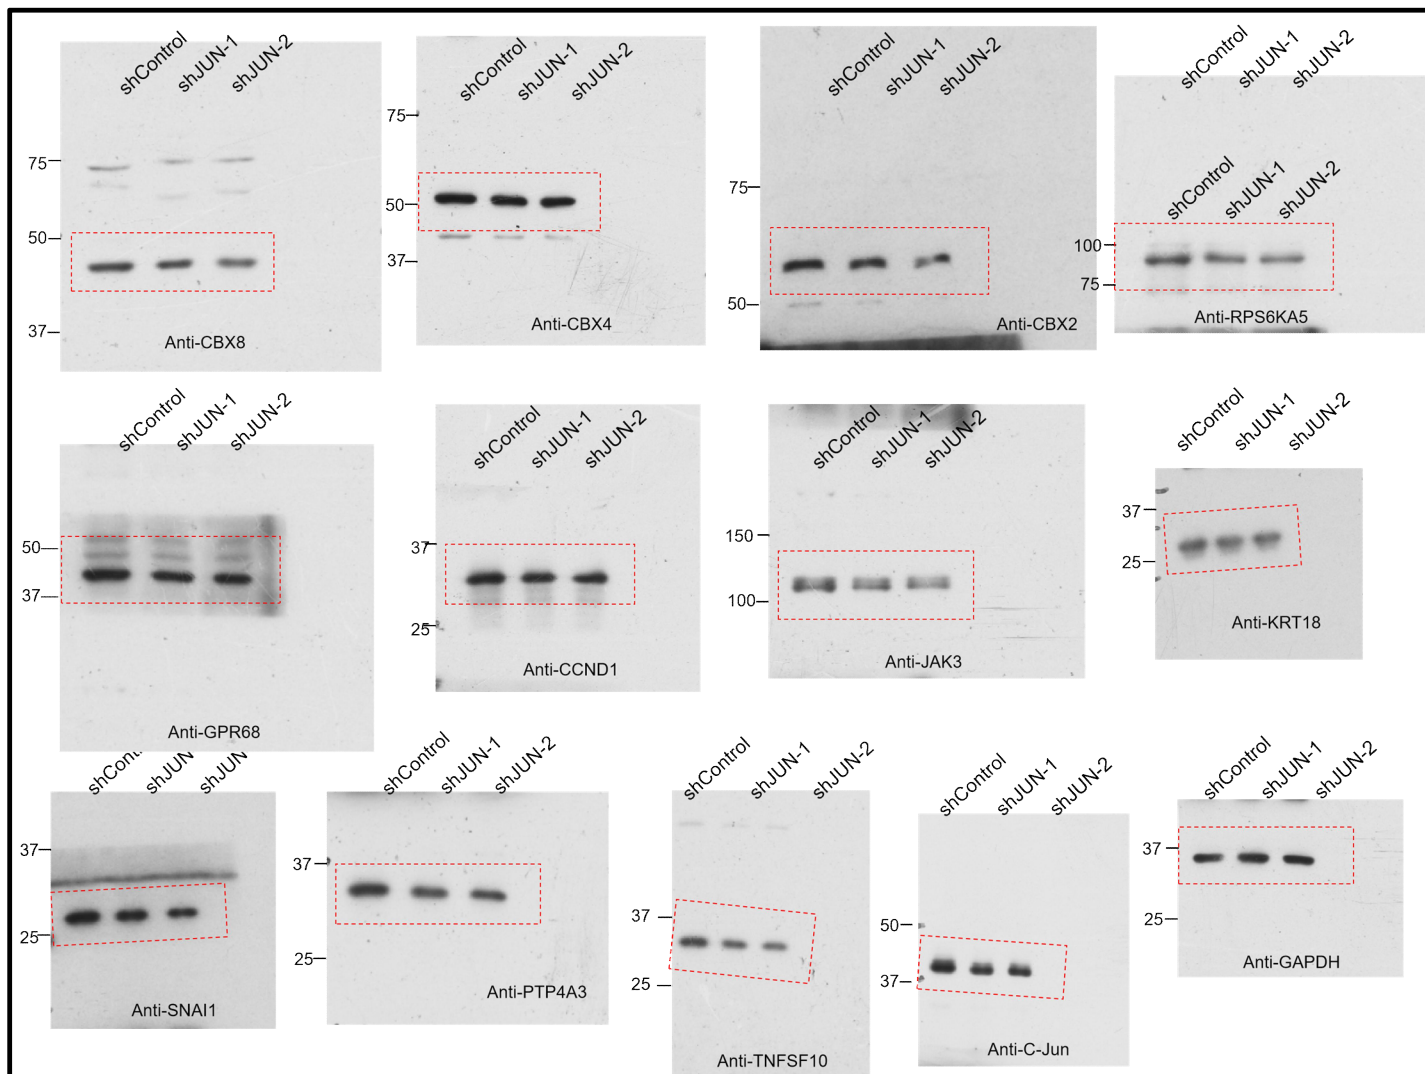 shControl
shJUN-1
shJUN-2
75
50
37
Anti-CBX8
shControl
shJUN-1
shJUN-2
75
50
37
Anti-CBX4
shControl
shJUN-1
shJUN-2
75
50
Anti-CBX2
shControl
shJUN-1
shJUN-2
shControl
shJUN-1
shJUN-2
100
75
Anti-RPS6KA5
shControl
shJUN-1
shJUN-2
50
37
Anti-GPR68
shControl
shJUN-1
shJUN-2
37
25
Anti-CCND1
shControl
shJUN-1
shJUN-2
150
100
Anti-JAK3
shControl
shJUN-1
shJUN-2
37
25
Anti-KRT18
shCont
shJUN
shJUN
37
25
Anti-SNAI1
shControl
shJUN-1
shJUN-2
37
25
Anti-PTP4A3
shControl
shJUN-1
shJUN-2
37
25
Anti-TNFSF10
shControl
shJUN-1
shJUN-2
50
37
Anti-C-Jun
shControl
shJUN-1
shJUN-2
37
25
Anti-GAPDH